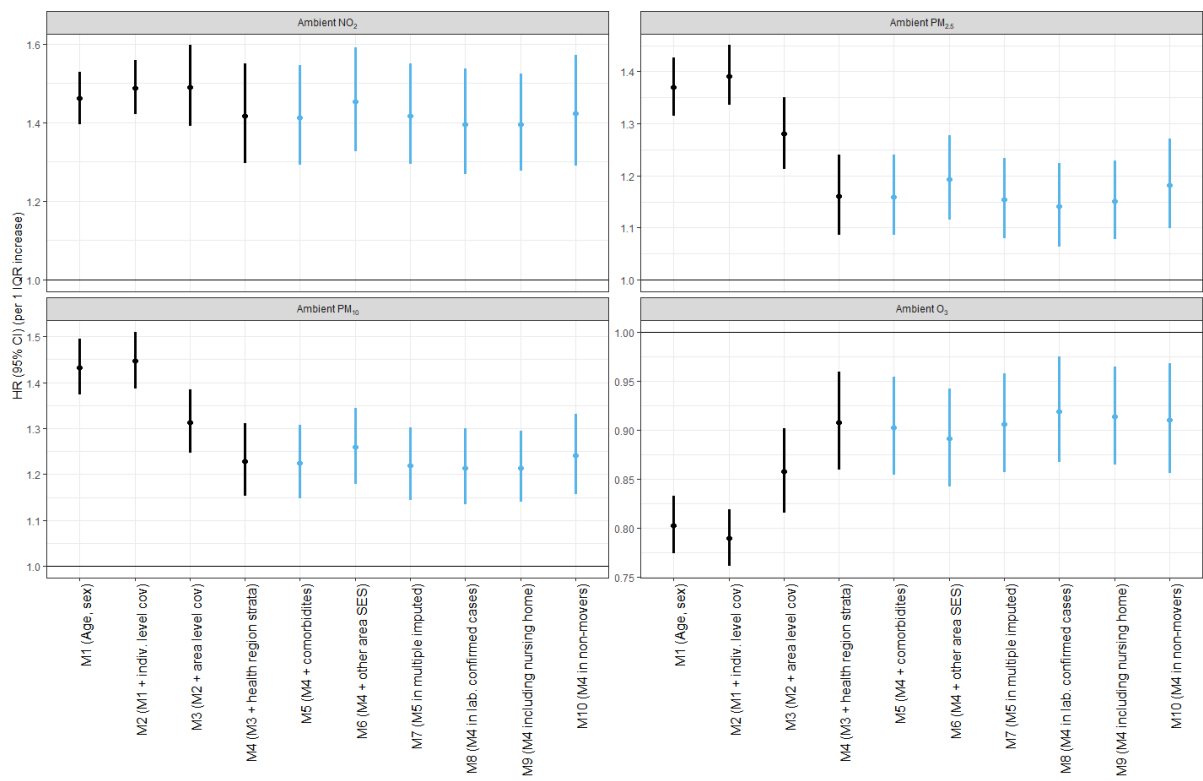 Ambient NO2
Ambient PM2.5
1.6
1.4
1.2
1.0
1.4
1.3
1.2
1.1
1.0
Ambient PM10
Ambient O3
1.5
1.4
1.3
1.2
1.1
1.0
1.00
0.95
0.90
0.85
0.80
0.75
HR (95% CI) (per 1 IQR increase)
M1 (Age, sex)
M2 (M1 + indiv. level cov)
M3 (M2 + area level cov)
M4 (M3 + health region strata)
M5 (M4 + comorbidites)
M6 (M4 + other area SES)
M7 (M5 in multiple imputed)
M8 (M4 in lab. confirmed cases)
M9 (M4 including nursing home)
M10 (M4 in non-movers)
M1 (Age, sex)
M2 (M1 + indiv. level cov)
M3 (M2 + area level cov)
M4 (M3 + health region strata)
M5 (M4 + comorbidites)
M6 (M4 + other area SES)
M7 (M5 in multiple imputed)
M8 (M4 in lab. confirmed cases)
M9 (M4 including nursing home)
M10 (M4 in non-movers)